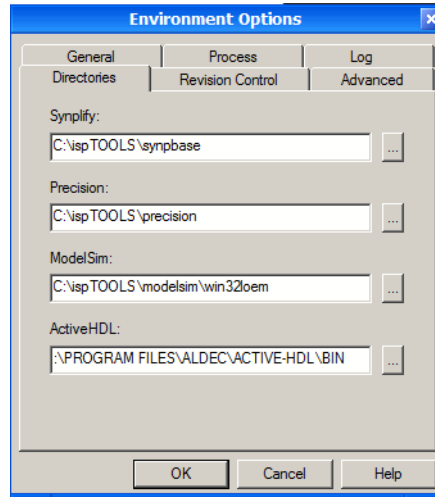 Environment Options
General Process Log
Directories Revision Control Advanced
Synplify:
C:\ispTOOLS\synpbase
...
Precision:
C:\ispTOOLS\precision
...
ModelSim:
C:\ispTOOLS\modelsim\win32loem
...
ActiveHDL:
:\PROGRAM FILES\ALDEC\ACTIVE-HDL\BIN
...
OK Cancel Help